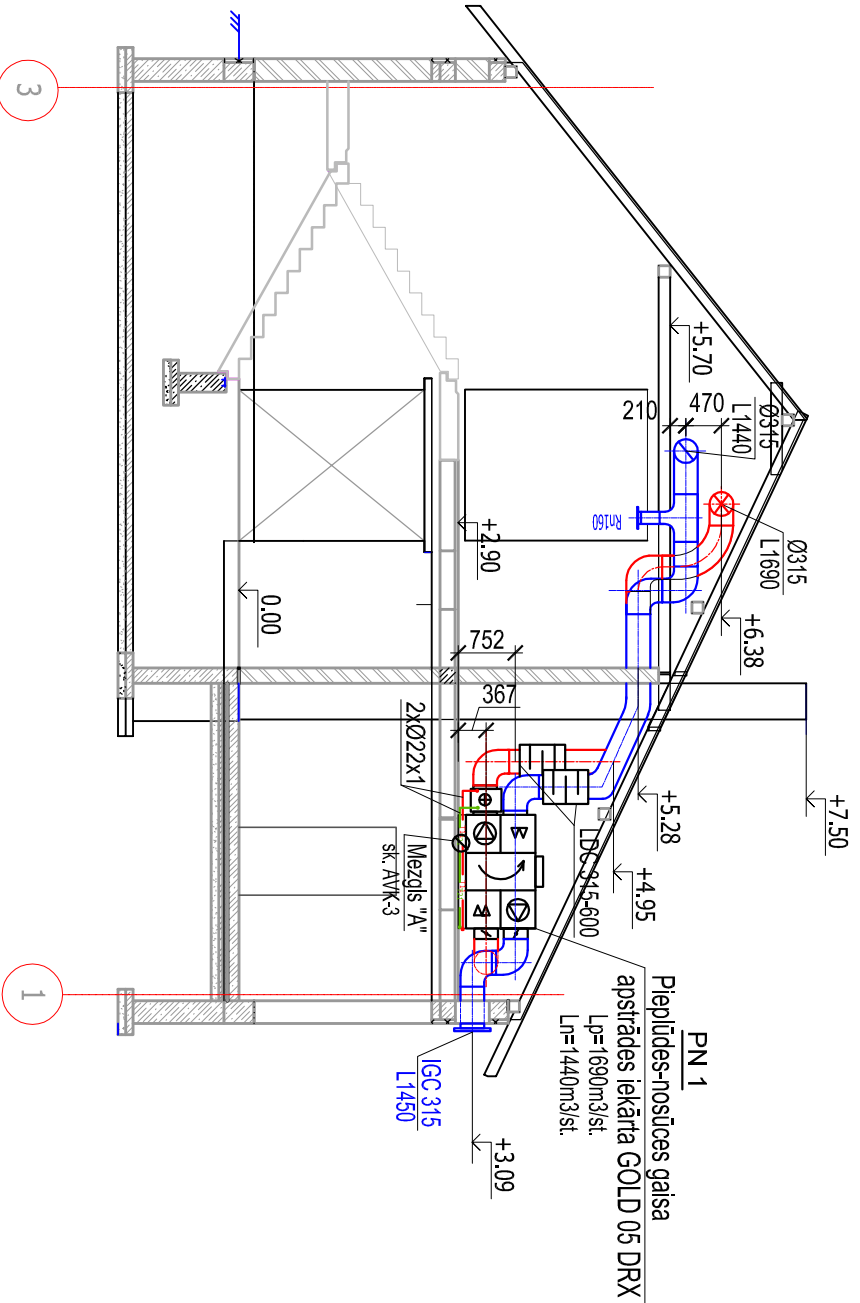 3
+5.70
210
470
Ø315
L1440
Rn160
Ø315
L1690
+6.38
+2.90
0.00
752
367
2xØ22x1
+7.50
+5.28
+4.95
LDC 315-600
Mezgls "A"
sk. AVK-3
1
PN 1
Pieplūdes-nosūces gaisa
apstrādes iekārta GOLD 05 DRX
Lp=1690m3/st.
Ln=1440m3/st.
IGC 315
L1450
+3.09